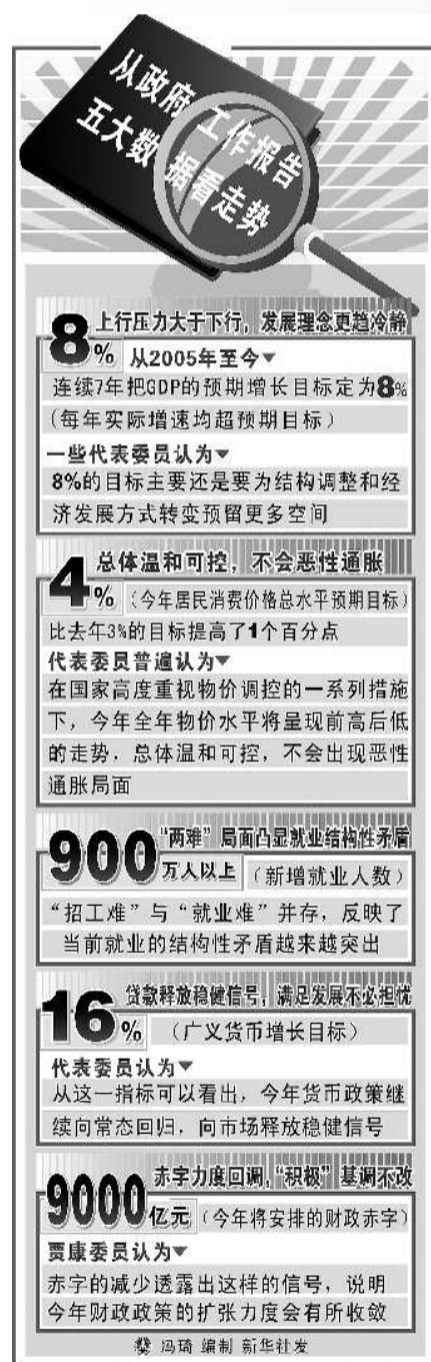 从政府工作报告
五大数据看走势
上行压力大于下行，发展理念更趋冷静
8% 从2005年至今▼
连续7年把GDP的预期增长目标定为8%
（每年实际增速均超预期目标）
一些代表委员认为▼
8%的目标主要还是要为结构调整和经
济发展方式转变预留更多空间
总体温和可控，不会恶性通胀
4%（今年居民消费价格总水平预期目标）
比去年3%的目标提高了1个百分点
代表委员普遍认为▼
在国家高度重视物价调控的一系列措施
下，今年全年物价水平将呈现前高后低
的走势，总体温和可控，不会出现恶性
通胀局面
“两难”局面凸显就业结构性矛盾
900万人以上（新增就业人数）
“招工难”与“就业难”并存，反映了
当前就业的结构性矛盾越来越突出
贷款释放稳健信号，满足发展不必担忧
16%（广义货币增长目标）
代表委员认为▼
从这一指标可以看出，今年货币政策继
续向常态回归，向市场释放稳健信号
赤字力度回调，“积极”基调不改
9000亿元（今年将安排的财政赤字）
贾康委员认为▼
赤字的减少透露出这样的信号，说明
今年财政政策的扩张力度会有所收敛
冯琦 编制 新华社发